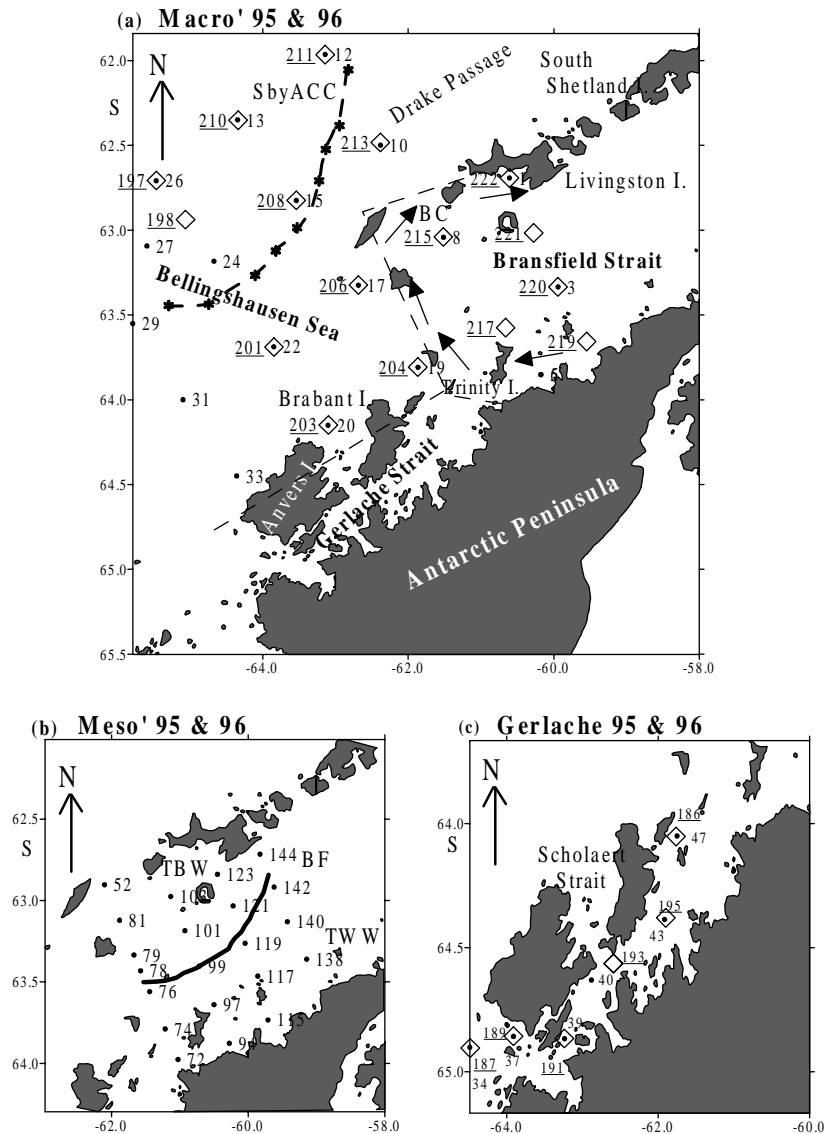 (a) Macro' 95 & 96
62.0
62.5
63.0
63.5
64.0
64.5
65.0
65.5
S
N
-64.0
-62.0
-60.0
-58.0
211 12
SbyACC
Drake Passage
South
Shetland I.
210 13
213 10
197 26
222 1
Livingston I.
208 15
198
BC
215 8
221
27
24
Bransfield Strait
Bellingshausen Sea
206 17
220 3
29
217
219
201 22
204 19
Trinity I.
5
31
Brabant I.
203 20
33
Anvers I.
Gerlache Strait
Antarctic Peninsula
(b) Meso' 95 & 96
N
S
62.5
63.0
63.5
64.0
-62.0
-60.0
-58.0
144
BF
TBW
123
142
52
103
121
81
101
140
119
TWW
79
138
78
99
117
76
97
115
74
94
72
(c) Gerlache 95 & 96
N
S
64.0
65.0
-64.0
-62.0
-60.0
186
47
Scholaert
Strait
195
43
193
40
189
37
39
191
187
34